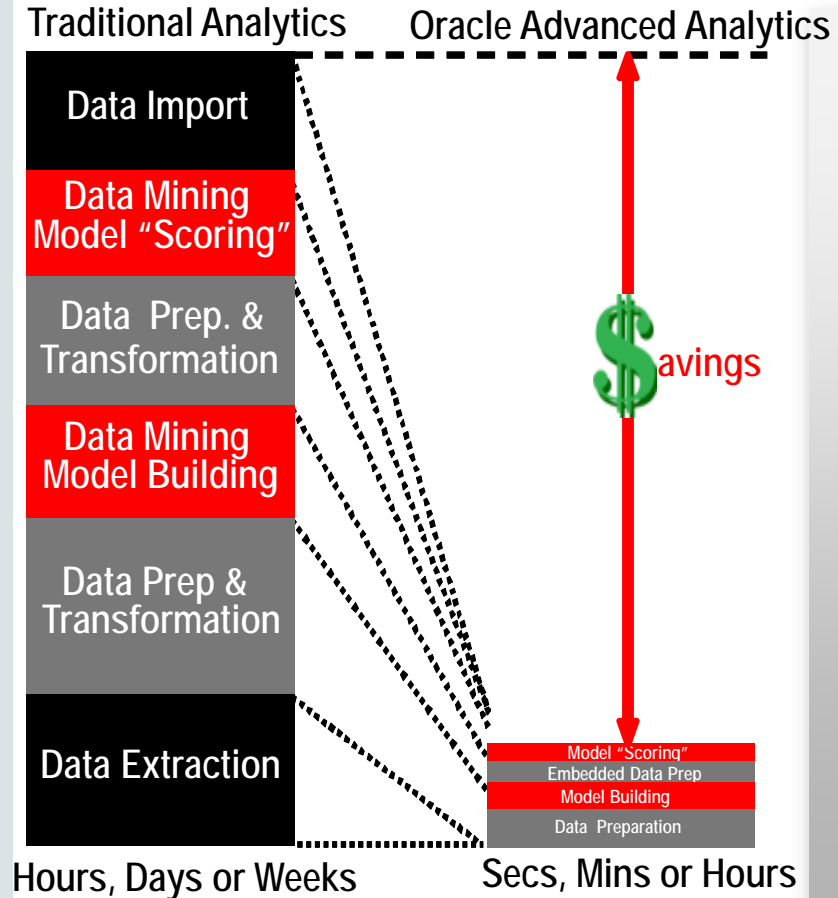 Traditional Analytics
Oracle Advanced Analytics
Data Import
Data Mining
Model “Scoring”
Data Prep. &
Transformation
Data Mining
Model Building
Data Prep &
Transformation
Data Extraction
Hours, Days or Weeks
$avings
Model “Scoring”
Embedded Data Prep
Model Building
Data Preparation
Secs, Mins or Hours